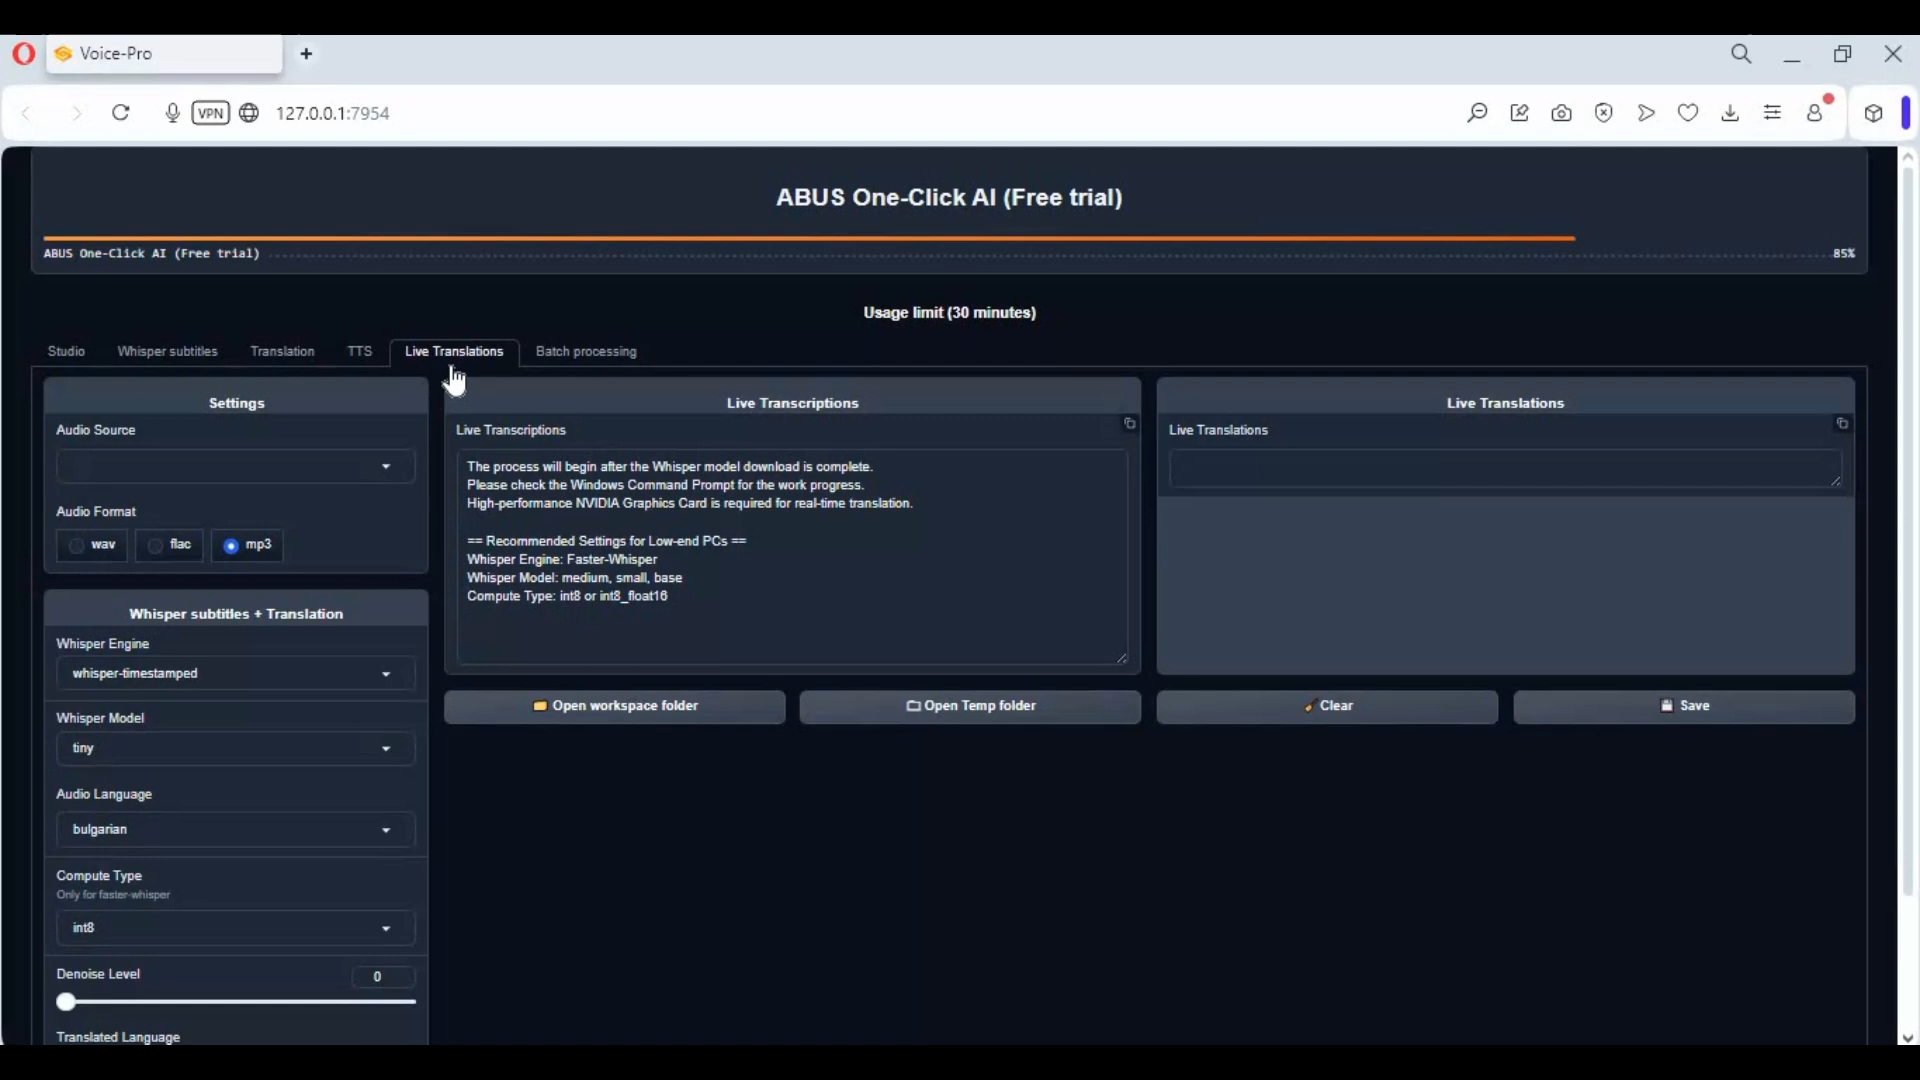 Voice-Pro
VPN
127.0.0.1:7954
ABUS One-Click AI (Free trial)
ABUS One-Click AI (Free trial)
85%
Usage limit (30 minutes)
Studio
Whisper subtitles
Translation
TTS
Live Translations
Batch processing
Settings
Audio Source
Audio Format
wav
flac
mp3
Whisper subtitles + Translation
Whisper Engine
whisper-timestamped
Whisper Model
tiny
Audio Language
bulgarian
Compute Type
Only for faster-whisper
int8
Denoise Level
0
Translated Language
Live Transcriptions
Live Transcriptions
The process will begin after the Whisper model download is complete.
Please check the Windows Command Prompt for the work progress.
High-performance NVIDIA Graphics Card is required for real-time translation.
== Recommended Settings for Low-end PCs ==
Whisper Engine: Faster-Whisper
Whisper Model: medium, small, base
Compute Type: int8 or int8_float16
Live Translations
Live Translations
Open workspace folder
Open Temp folder
Clear
Save